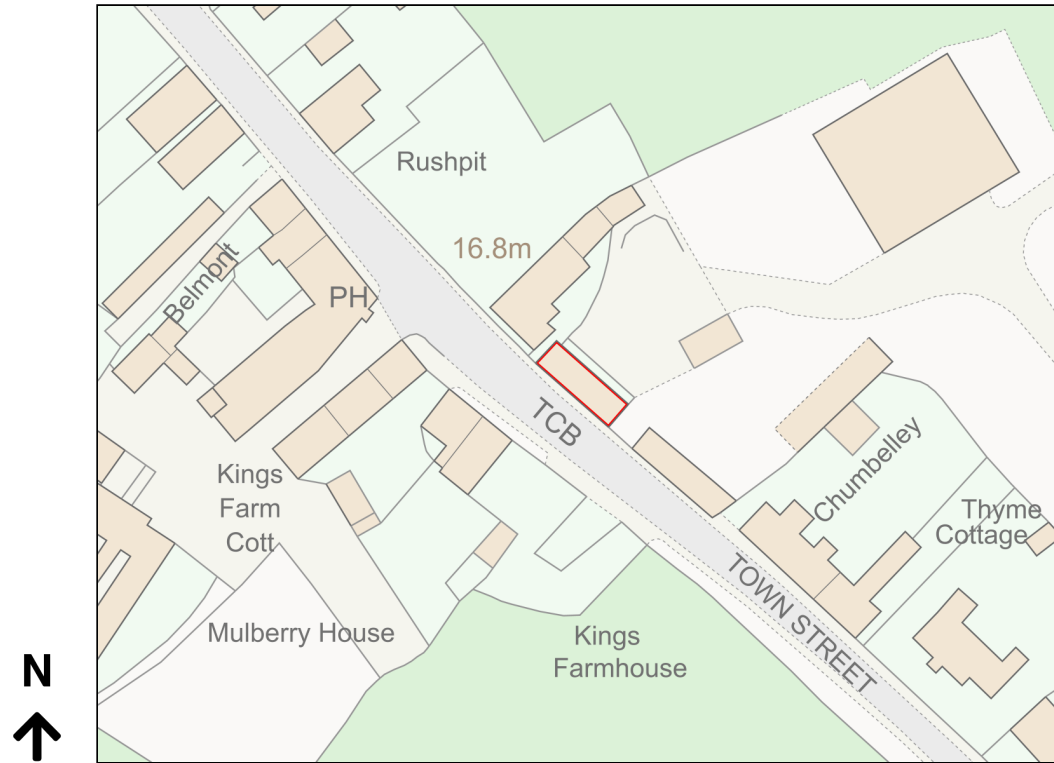 Rushpit
16.8m
Belmont
PH
TCB
Kings
Farm
Cott
Chumbelley
Thyme
Cottage
TOWN STREET
Mulberry House
Kings
Farmhouse
N